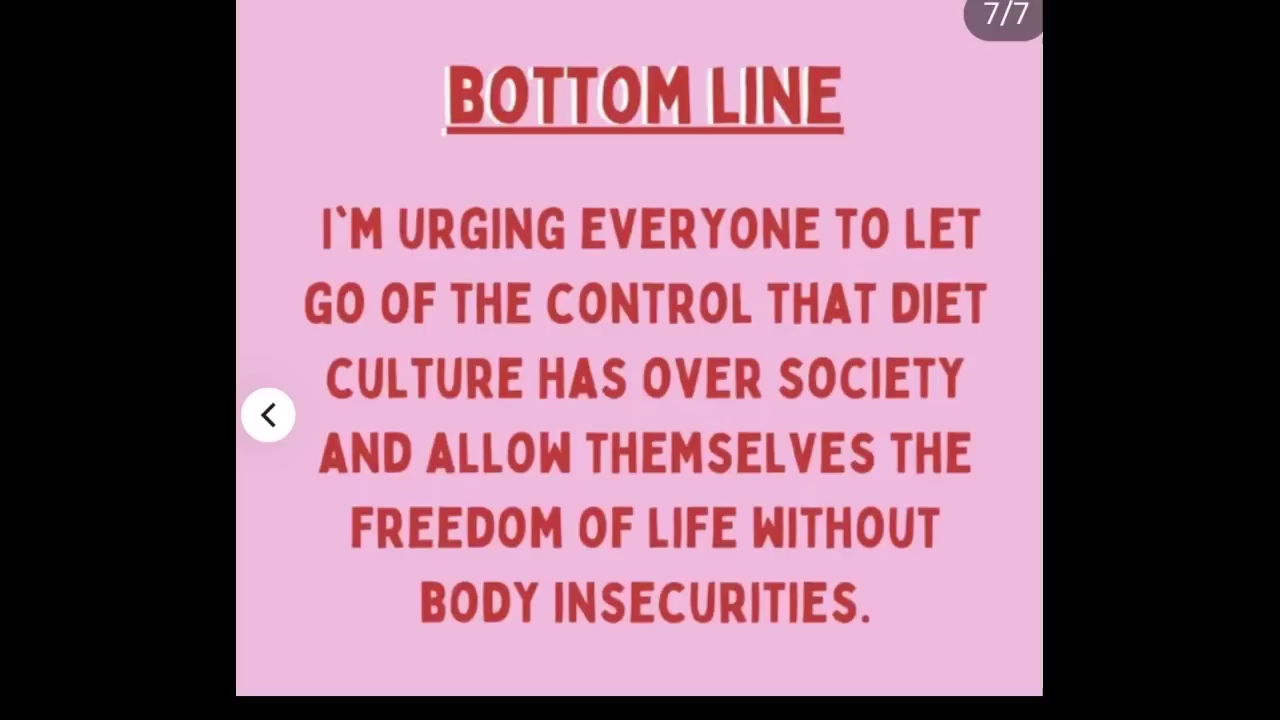 7/7
BOTTOM LINE
I`M URGING EVERYONE TO LET
GO OF THE CONTROL THAT DIET
CULTURE HAS OVER SOCIETY
AND ALLOW THEMSELVES THE
FREEDOM OF LIFE WITHOUT
BODY INSECURITIES.